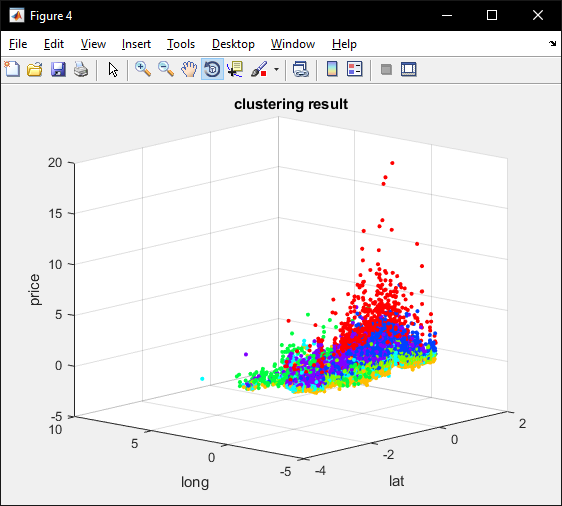 Figure 4
File Edit View Insert Tools Desktop Window Help
clustering result
20
15
10
5
0
-5
price
10
5
0
-5
long
-4
-2
0
2
lat